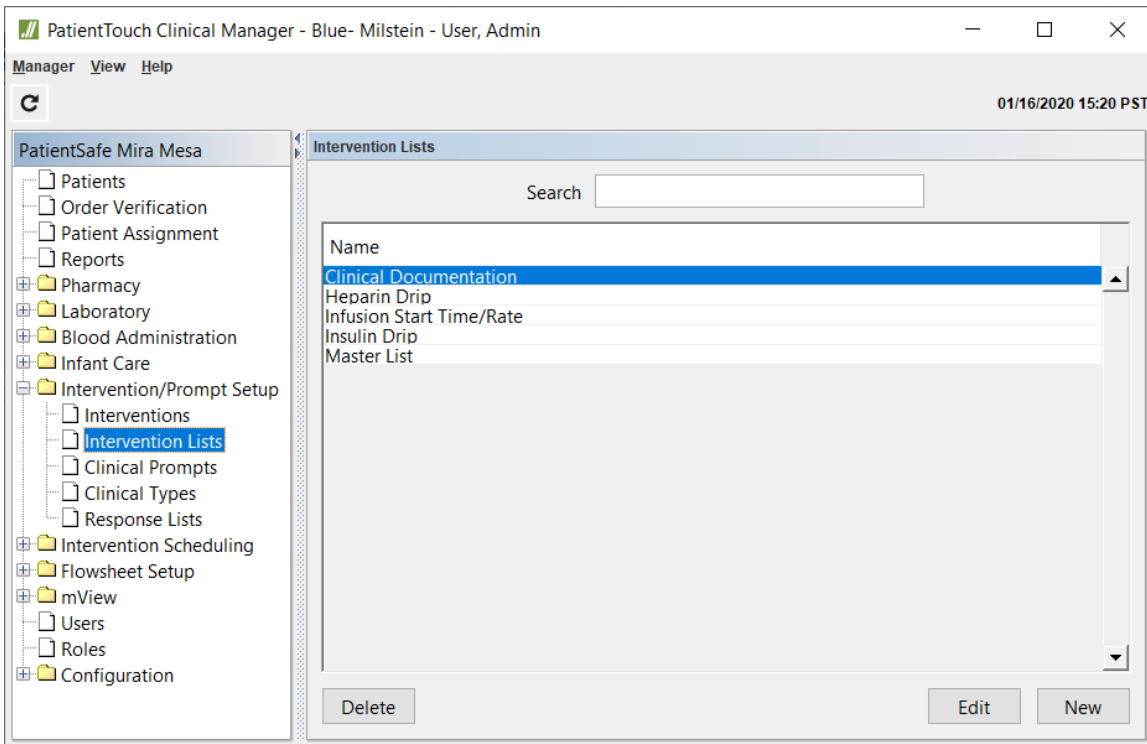 PatientTouch Clinical Manager - Blue- Milstein - User, Admin
Manager View Help
01/16/2020 15:20 PST
PatientSafe Mira Mesa
Patients
Order Verification
Patient Assignment
Reports
Pharmacy
Laboratory
Blood Administration
Infant Care
Intervention/Prompt Setup
Interventions
Intervention Lists
Clinical Prompts
Clinical Types
Response Lists
Intervention Scheduling
Flowsheet Setup
mView
Users
Roles
Configuration
Intervention Lists
Search
Name
Clinical Documentation
Heparin Drip
Infusion Start Time/Rate
Insulin Drip
Master List
Delete
Edit
New